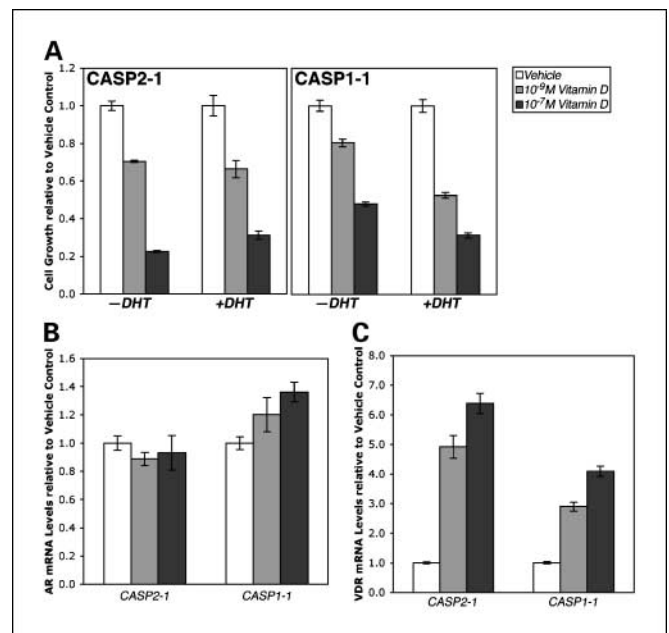 A
CASP2-1
CASP1-1
Vehicle
10⁻⁹M Vitamin D
10⁻⁷M Vitamin D
Cell Growth relative to Vehicle Control
1.2
1.0
0.8
0.6
0.4
0.2
0.0
—DHT
+DHT
—DHT
+DHT
B
AR mRNA Levels relative to Vehicle Control
1.6
1.4
1.2
1.0
0.8
0.6
0.4
0.2
0.0
CASP2-1
CASP1-1
C
VDR mRNA Levels relative to Vehicle Control
8.0
7.0
6.0
5.0
4.0
3.0
2.0
1.0
0.0
CASP2-1
CASP1-1